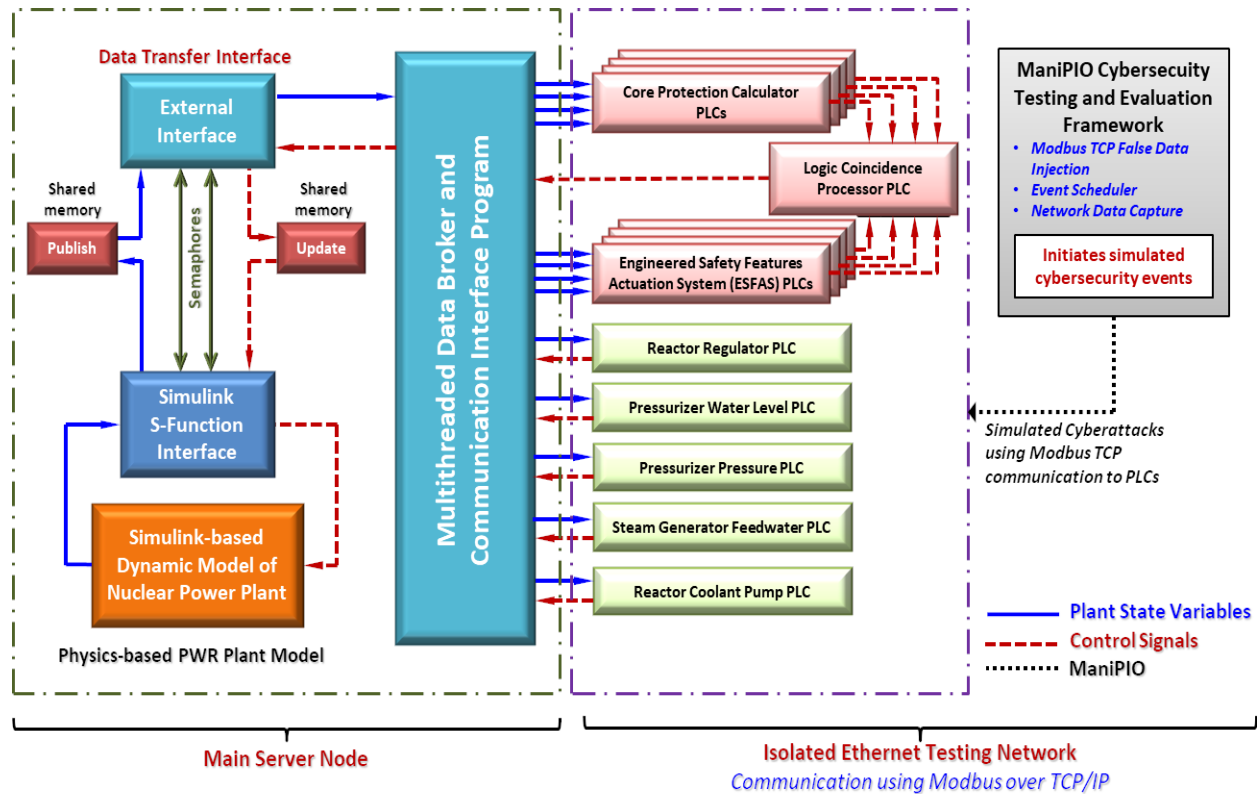 Data Transfer Interface
External
Interface
Shared
memory
Publish
Semaphores
Shared
memory
Update
Simulink
S-Function
Interface
Simulink-based
Dynamic Model of
Nuclear Power Plant
Physics-based PWR Plant Model
Multithreaded Data Broker and
Communication Interface Program
Core Protection Calculator
PLCs
Logic Coincidence
Processor PLC
Engineered Safety Features
Actuation System (ESFAS) PLCs
Reactor Regulator PLC
Pressurizer Water Level PLC
Pressurizer Pressure PLC
Steam Generator Feedwater PLC
Reactor Coolant Pump PLC
ManiPIO Cybersecuity
Testing and Evaluation
Framework
• Modbus TCP False Data
Injection
• Event Scheduler
• Network Data Capture
Initiates simulated
cybersecurity events
Simulated Cyberattacks
using Modbus TCP
communication to PLCs
Plant State Variables
Control Signals
ManiPIO
Main Server Node
Isolated Ethernet Testing Network
Communication using Modbus over TCP/IP